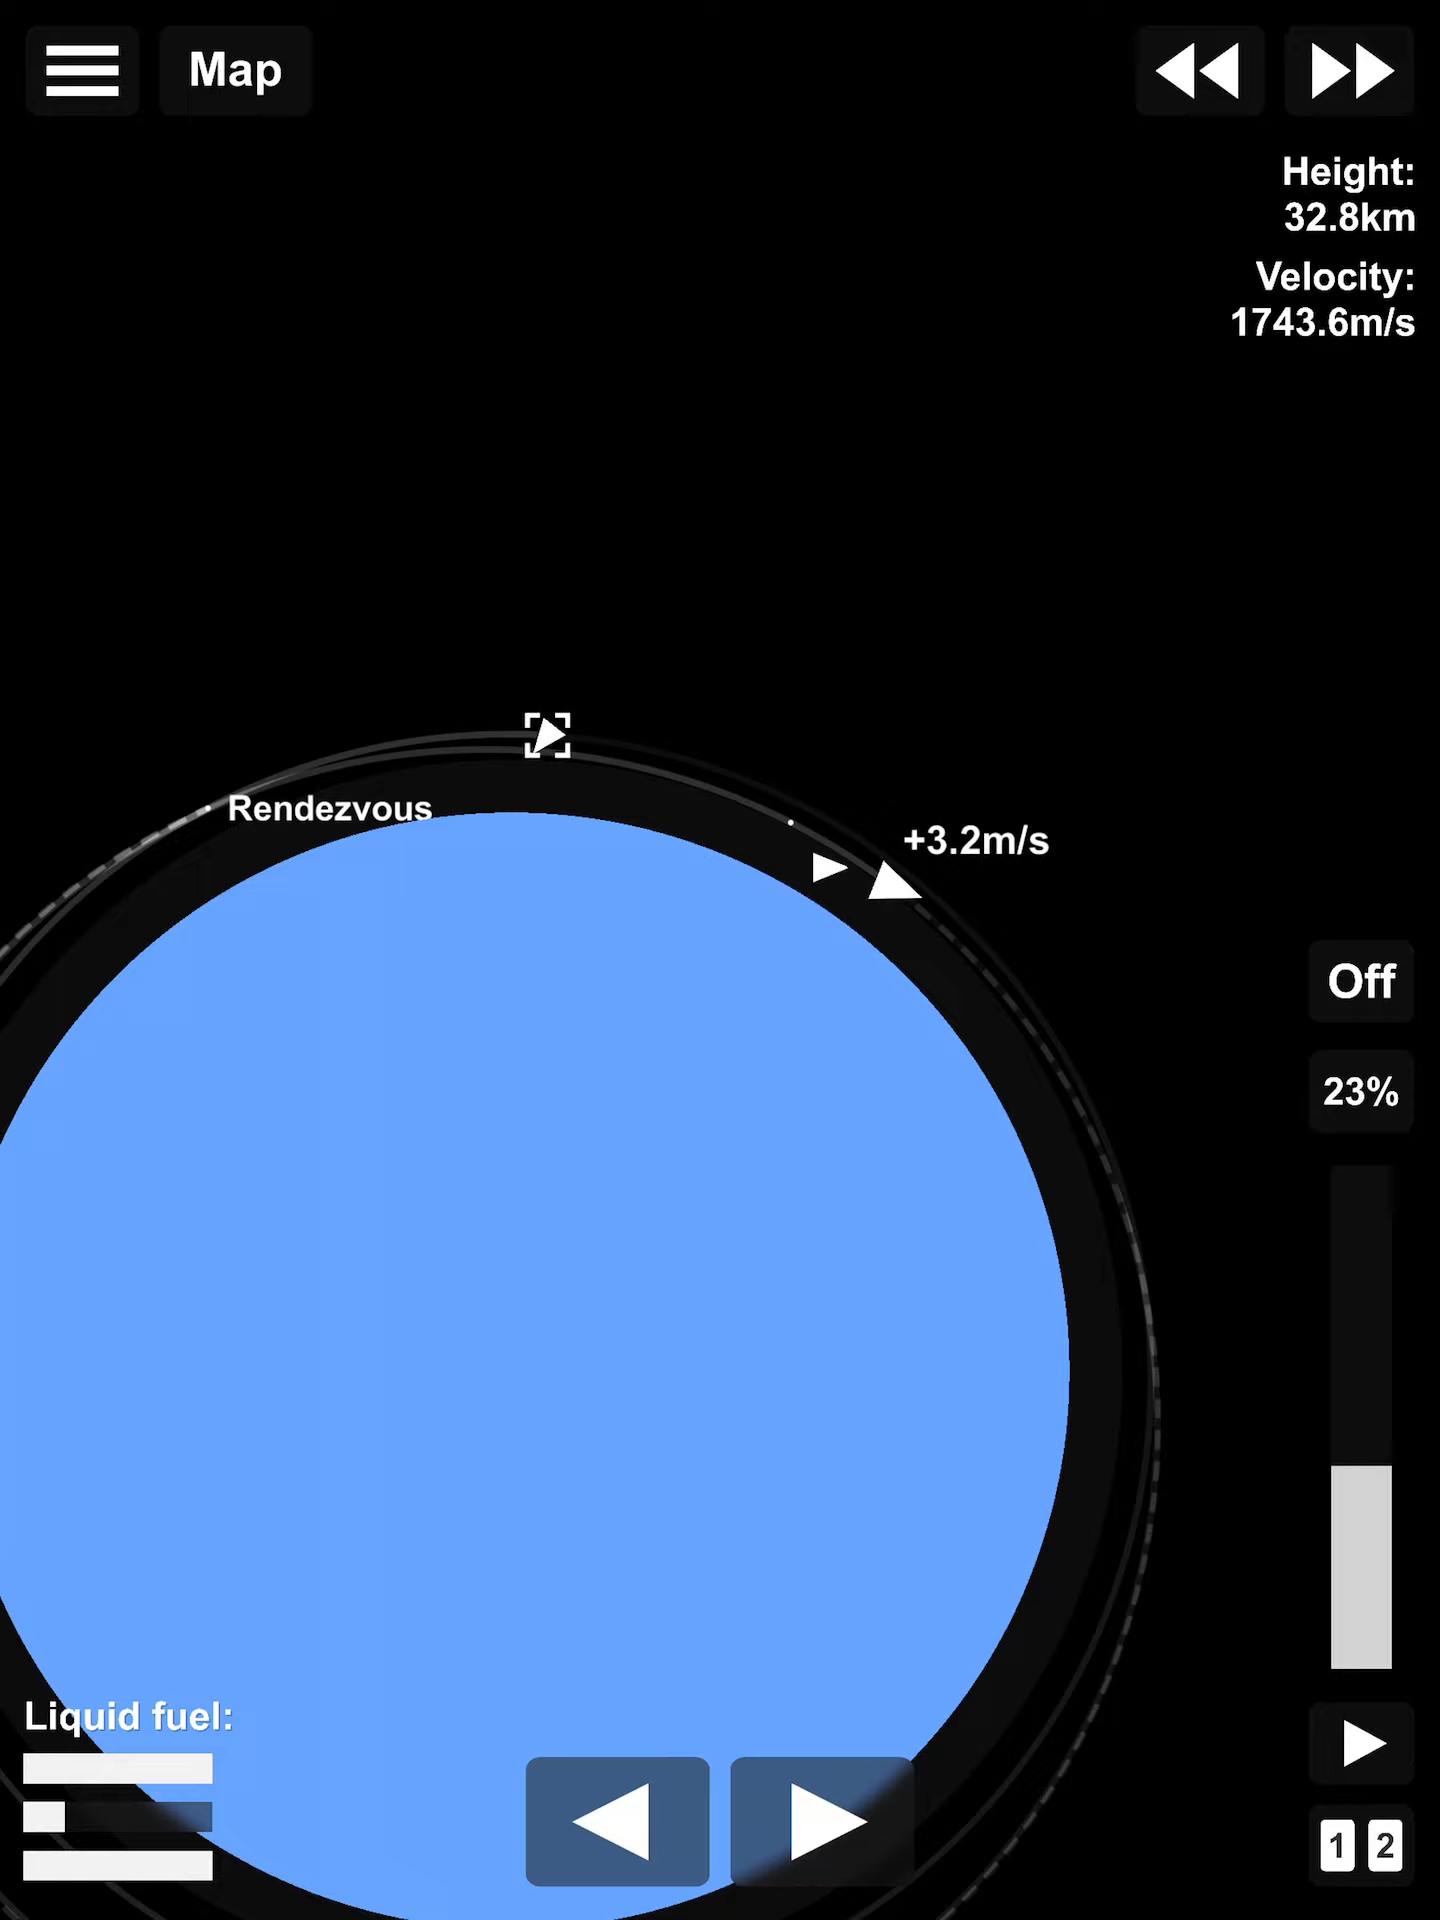 Map
Height:
32.8km
Velocity:
1743.6m/s
Rendezvous
+3.2m/s
Off
23%
Liquid fuel:
1 2